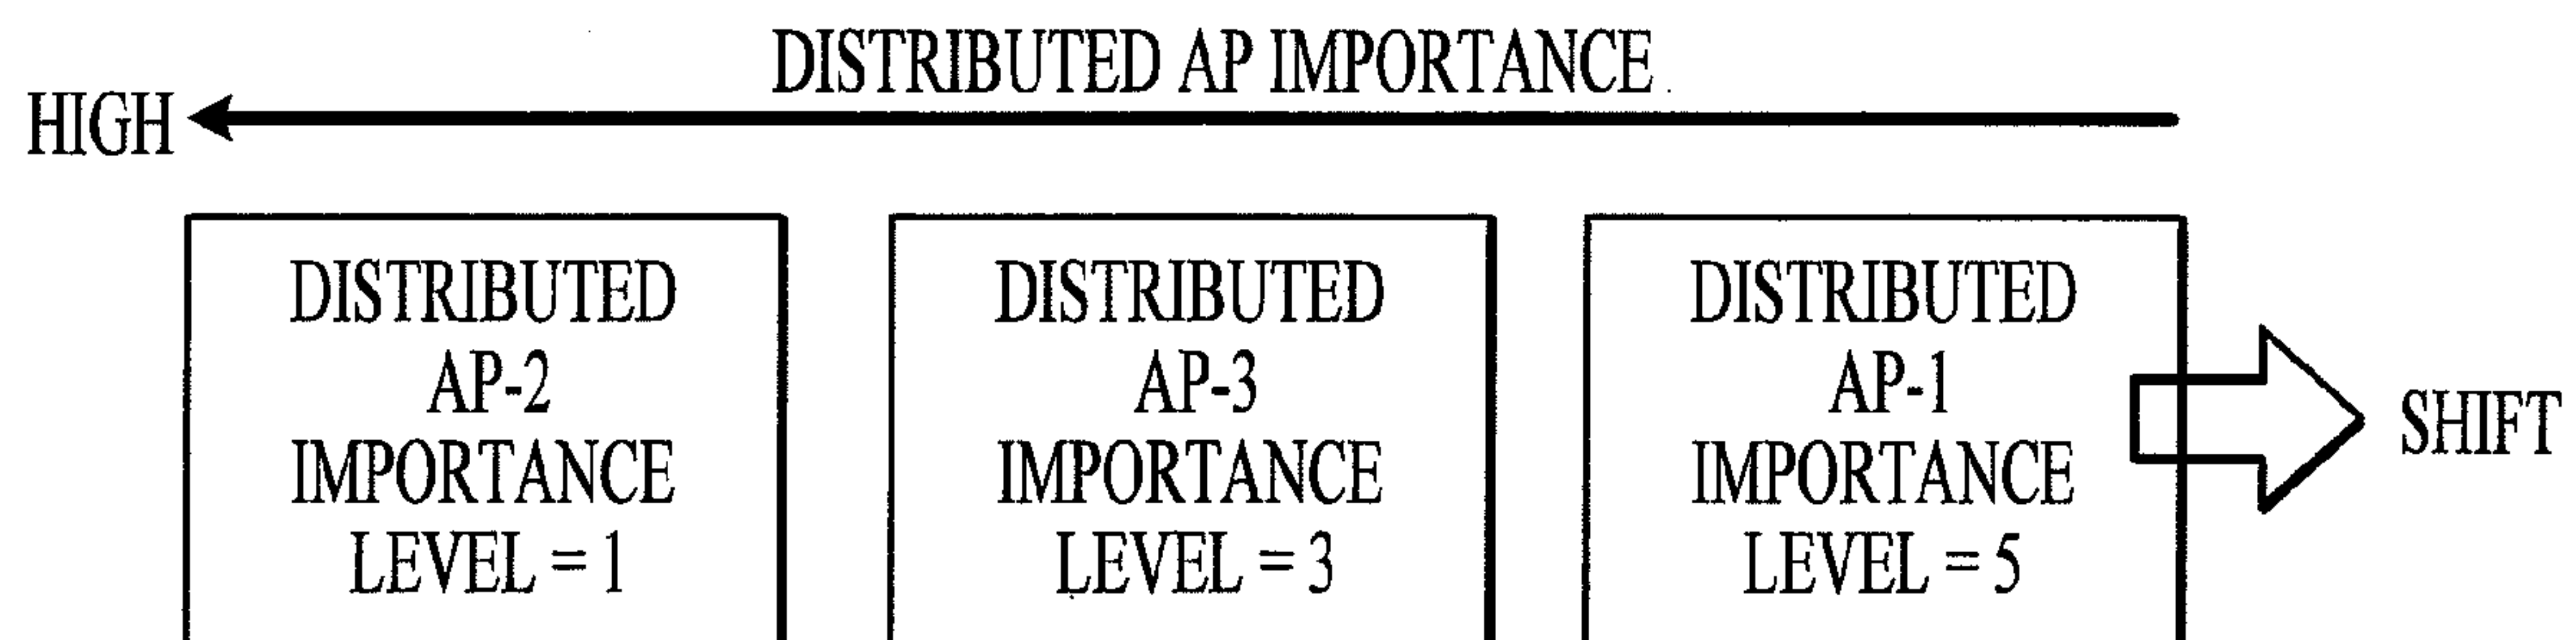 DISTRIBUTED AP IMPORTANCE
HIGH
DISTRIBUTED
AP-2
IMPORTANCE
LEVEL = 1
DISTRIBUTED
AP-3
IMPORTANCE
LEVEL = 3
DISTRIBUTED
AP-1
IMPORTANCE
LEVEL = 5
SHIFT